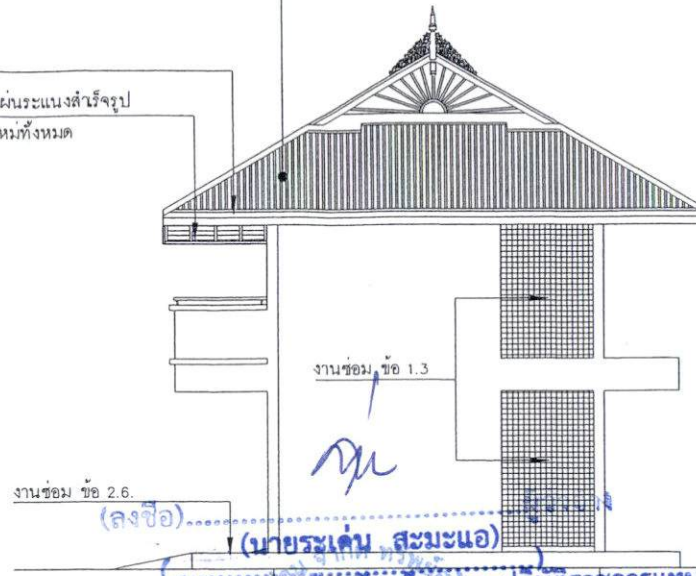 ผ่นระแนงสำเร็จรูป
หม่ทั้งหมด
งานซ่อม ข้อ 1.3
งานซ่อม ข้อ 2.6.
(ลงชื่อ)
(นายระเด่น สะมะแอ)